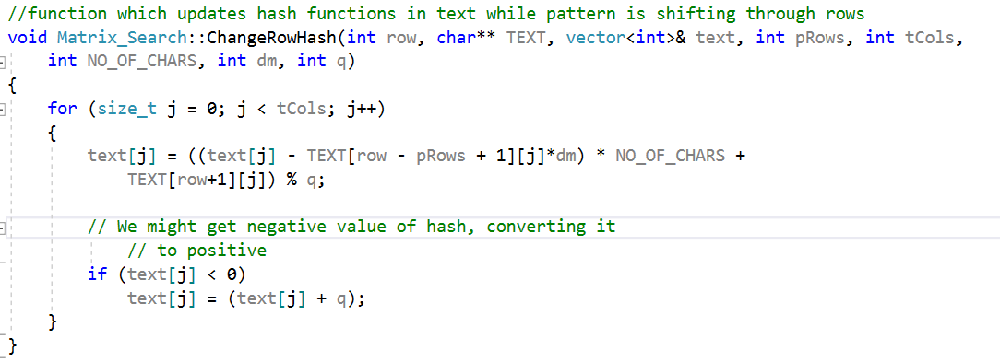 //function which updates hash functions in text while pattern is shifting through rows
void Matrix_Search::ChangeRowHash(int row, char** TEXT, vector<int>& text, int pRows, int tCols,
    int NO_OF_CHARS, int dm, int q)
{
    for (size_t j = 0; j < tCols; j++)
    {
        text[j] = ((text[j] - TEXT[row - pRows + 1][j]*dm) * NO_OF_CHARS +
            TEXT[row+1][j]) % q;

        // We might get negative value of hash, converting it
            // to positive
        if (text[j] < 0)
            text[j] = (text[j] + q);
    }
}